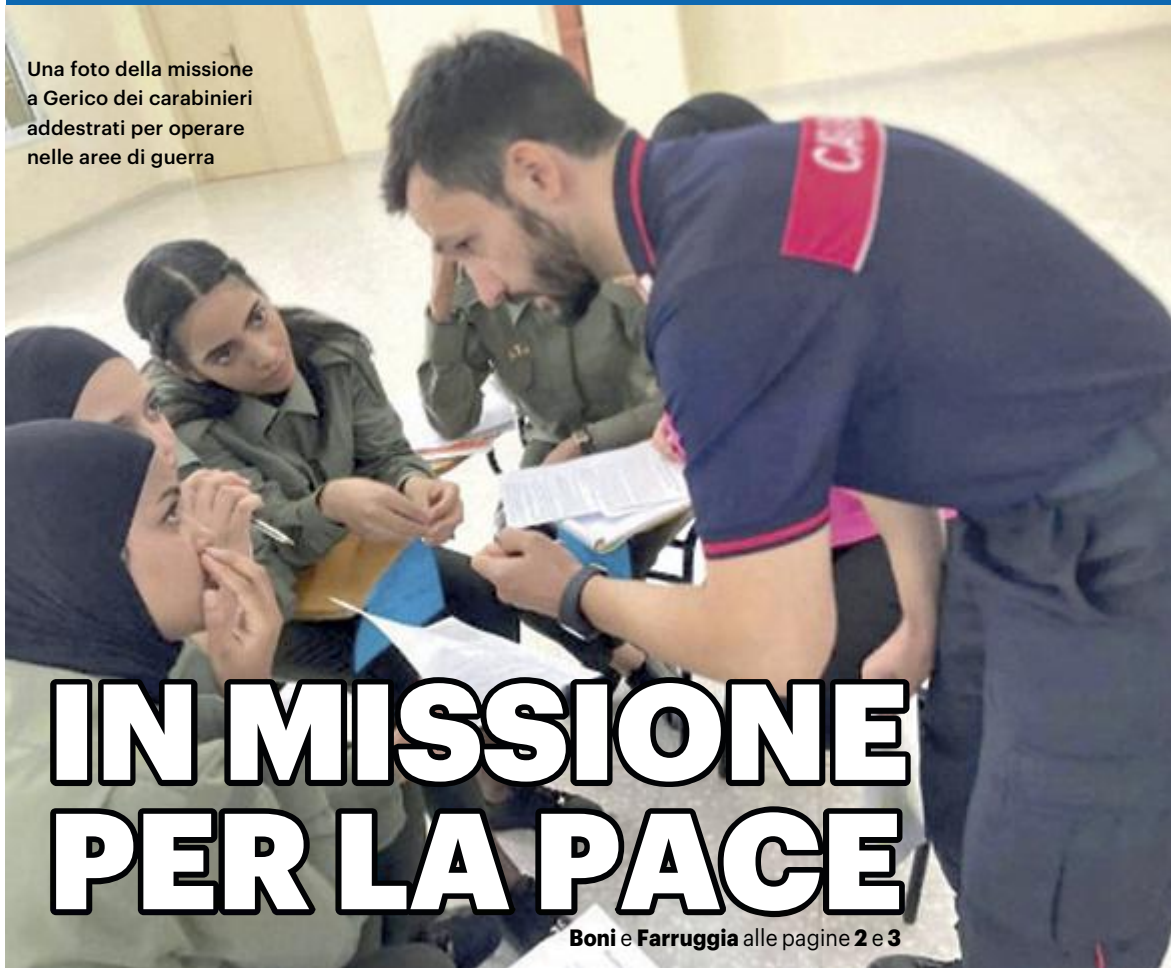 Una foto della missione
a Gerico dei carabinieri
addestrati per operare
nelle aree di guerra
IN MISSIONE
PER LA PACE
Boni e Farruggia alle pagine 2 e 3